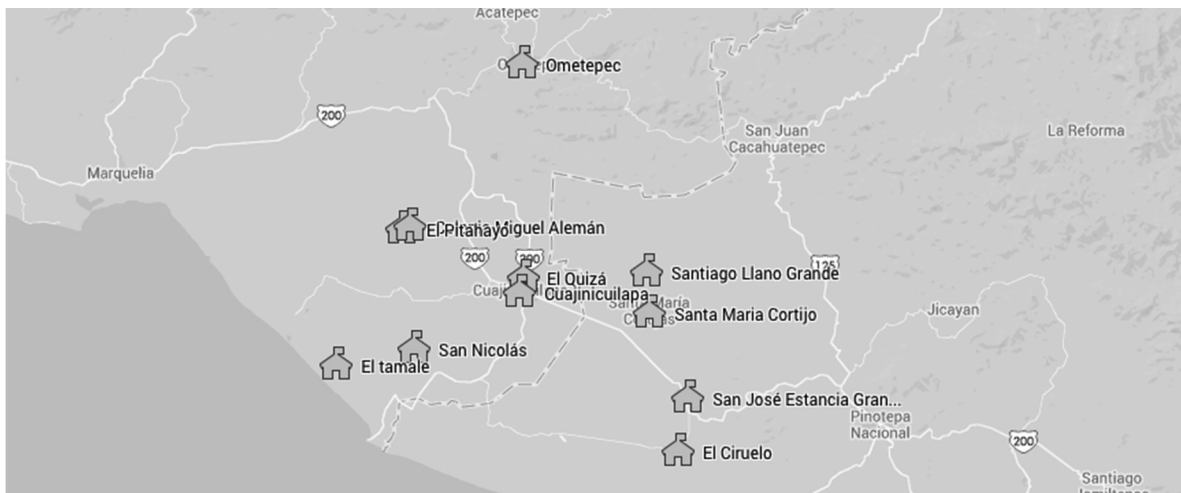 Acatepec
Ometepec
200
San Juan
Cacahuatepec
La Reforma
Marquelia
El Pitahayo
Miguel Alemán
200
200
125
El Quizá
Santiago Llano Grande
Cuajinicuilapa
Santa María
Santa Maria Cortijo
Jicayan
San Nicolás
El tamale
San José Estancia Gran...
Pinotepa
Nacional
200
El Ciruelo
Santiago